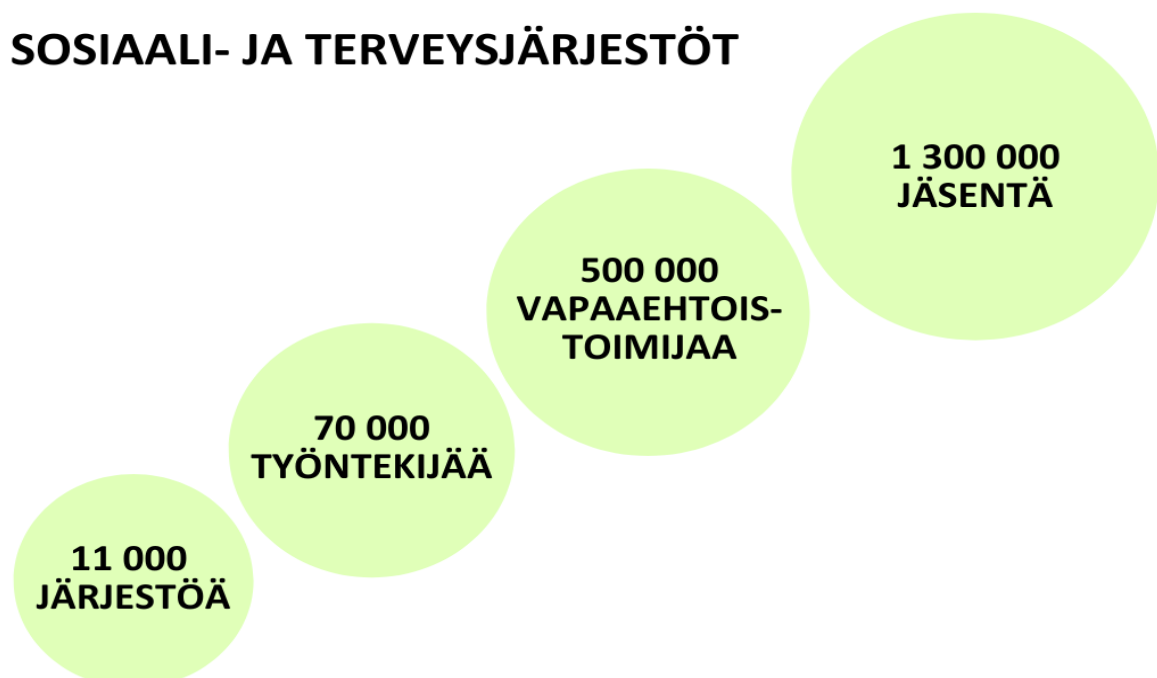 SOSIAALI- JA TERVEYSJÄRJESTÖT
1 300 000
JÄSENTÄ
500 000
VAPAAEHTOIS-
TOIMIJAA
70 000
TYÖNTEKIJÄÄ
11 000
JÄRJESTÖÄ